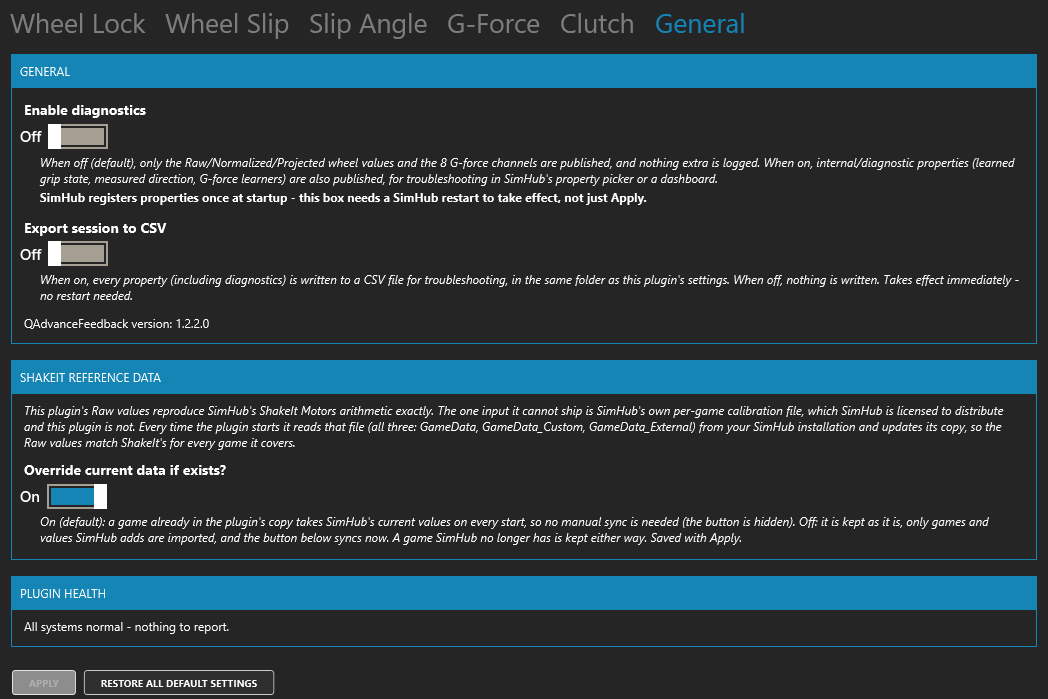 Wheel Lock Wheel Slip Slip Angle G-Force Clutch General
GENERAL
Enable diagnostics
Off
When off (default), only the Raw/Normalized/Projected wheel values and the 8 G-force channels are published, and nothing extra is logged. When on, internal/diagnostic properties (learned
grip state, measured direction, G-force learners) are also published, for troubleshooting in SimHub's property picker or a dashboard.
SimHub registers properties once at startup - this box needs a SimHub restart to take effect, not just Apply.
Export session to CSV
Off
When on, every property (including diagnostics) is written to a CSV file for troubleshooting, in the same folder as this plugin's settings. When off, nothing is written. Takes effect immediately -
no restart needed.
QAdvanceFeedback version: 1.2.2.0
SHAKEIT REFERENCE DATA
This plugin's Raw values reproduce SimHub's ShakeIt Motors arithmetic exactly. The one input it cannot ship is SimHub's own per-game calibration file, which SimHub is licensed to distribute
and this plugin is not. Every time the plugin starts it reads that file (all three: GameData, GameData_Custom, GameData_External) from your SimHub installation and updates its copy, so the
Raw values match ShakeIt's for every game it covers.
Override current data if exists?
On
On (default): a game already in the plugin's copy takes SimHub's current values on every start, so no manual sync is needed (the button is hidden). Off: it is kept as it is, only games and
values SimHub adds are imported, and the button below syncs now. A game SimHub no longer has is kept either way. Saved with Apply.
PLUGIN HEALTH
All systems normal - nothing to report.
APPLY RESTORE ALL DEFAULT SETTINGS